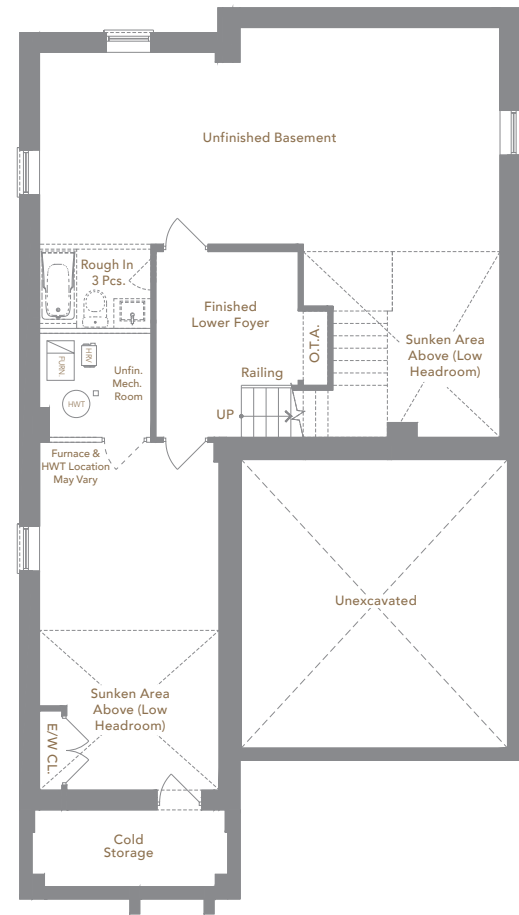 Unfinished Basement
Rough In
3 Pcs.
Finished
Lower Foyer
O.T.A.
Sunken Area
Above (Low
Headroom)
FURN.
HRV
Unfin.
Mech.
Room
HWT
Railing
UP
Furnace &
HWT Location
May Vary
Unexcavated
Sunken Area
Above (Low
Headroom)
E/W CL.
Cold
Storage